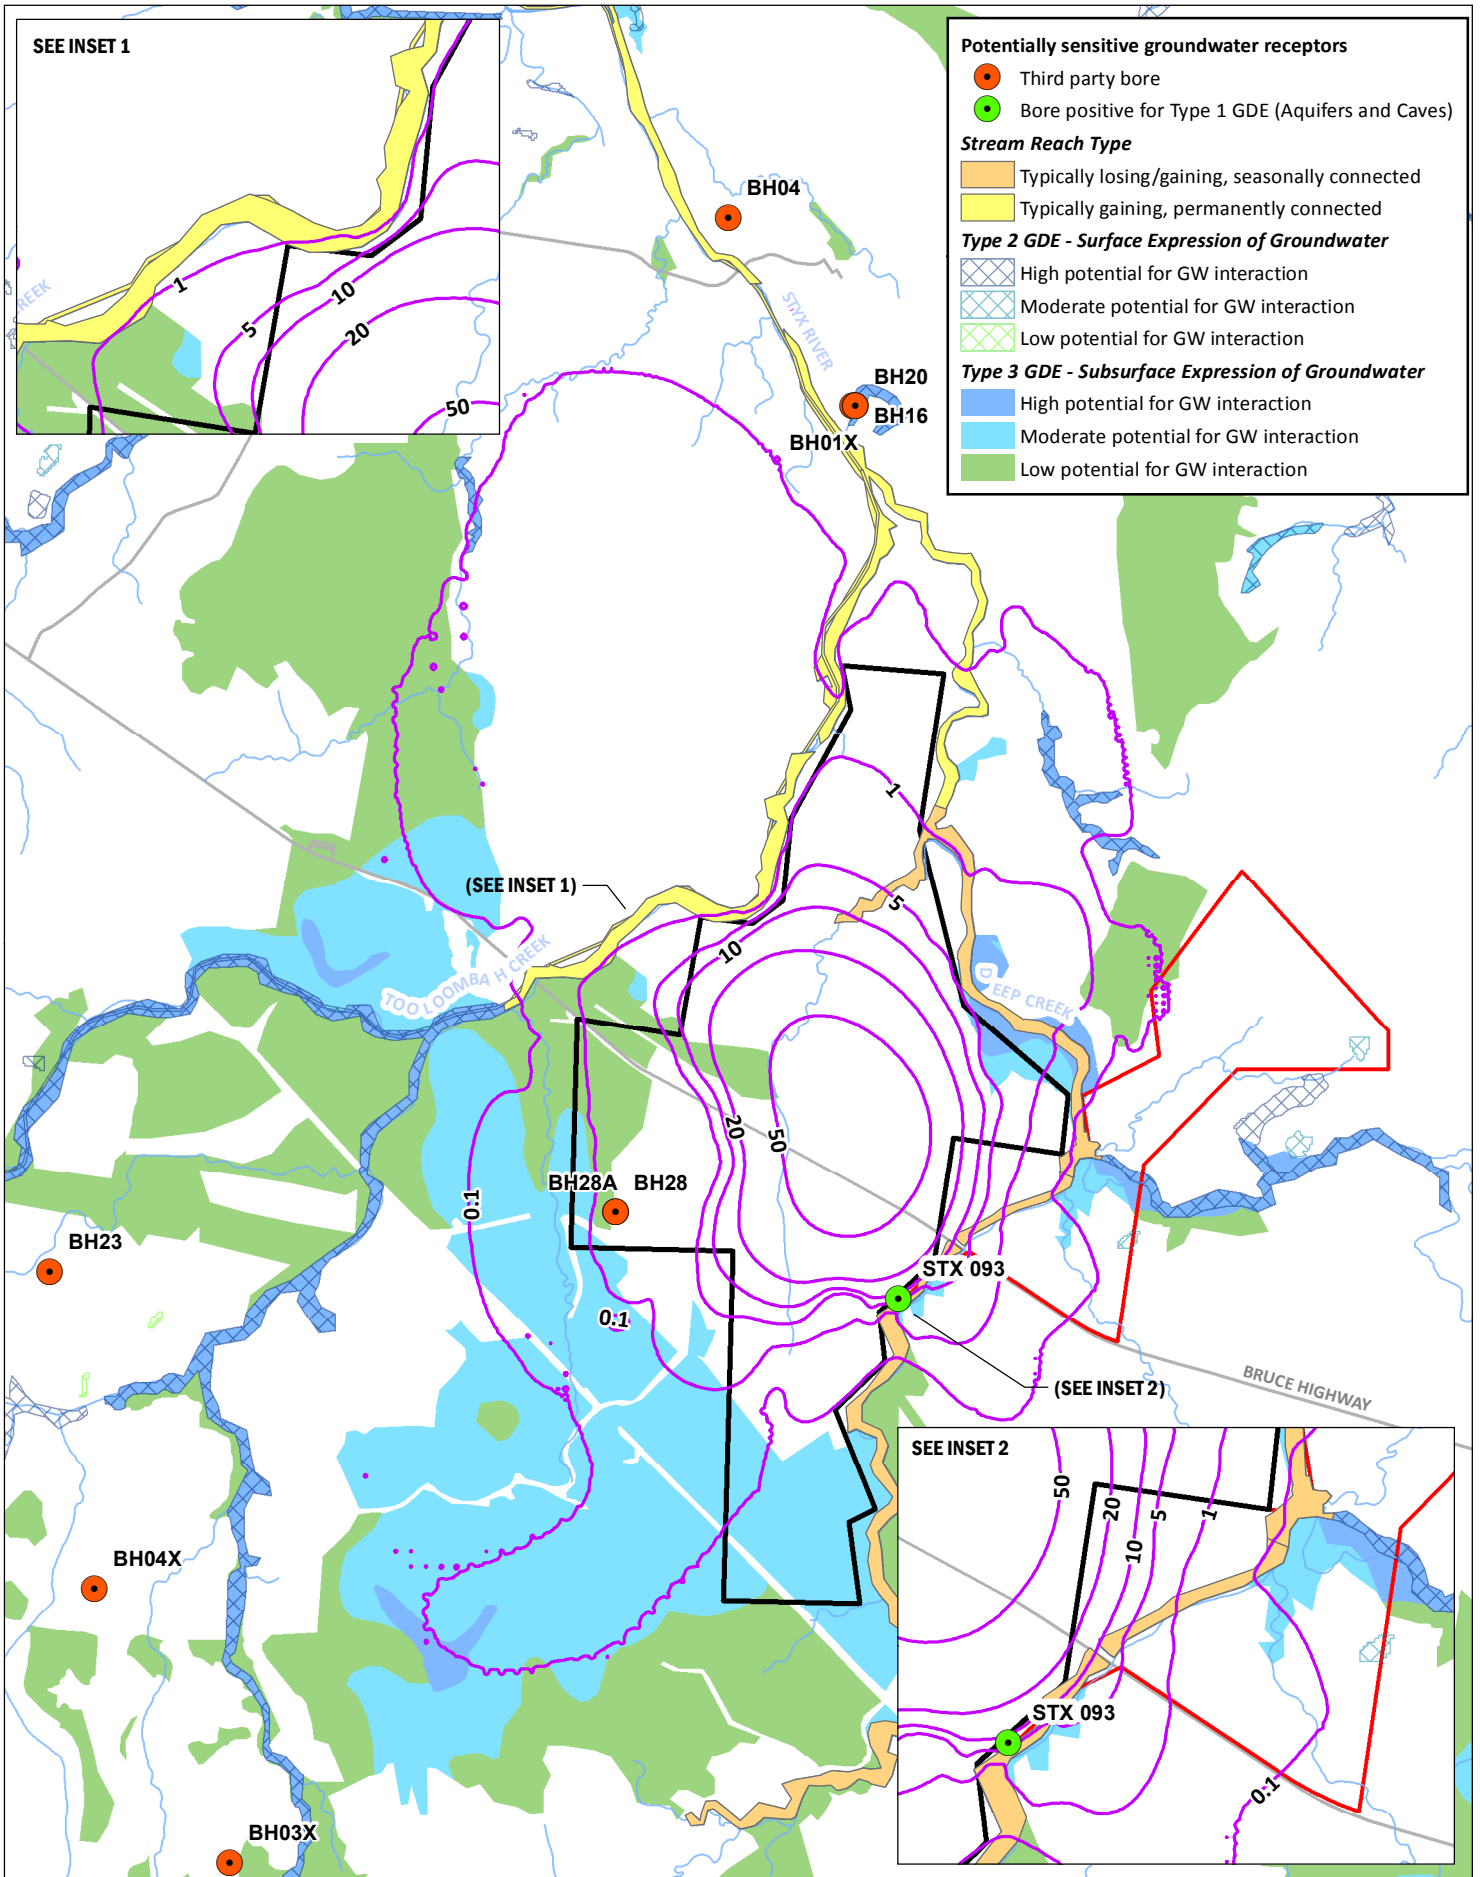 SEE INSET 1
CREEK
1
5
10
20
50
Potentially sensitive groundwater receptors
Third party bore
Bore positive for Type 1 GDE (Aquifers and Caves)
Stream Reach Type
Typically losing/gaining, seasonally connected
Typically gaining, permanently connected
Type 2 GDE - Surface Expression of Groundwater
High potential for GW interaction
Moderate potential for GW interaction
Low potential for GW interaction
Type 3 GDE - Subsurface Expression of Groundwater
High potential for GW interaction
Moderate potential for GW interaction
Low potential for GW interaction
BH04
STYX RIVER
BH20
BH16
BH01X
1
(SEE INSET 1)
5
10
TOOLOOMBAH CREEK
DEEP CREEK
20
50
0.1
BH28A
BH28
BH23
STX 093
0.1
(SEE INSET 2)
BRUCE HIGHWAY
BH04X
BH03X
SEE INSET 2
50
20
10
5
1
STX 093
0.1